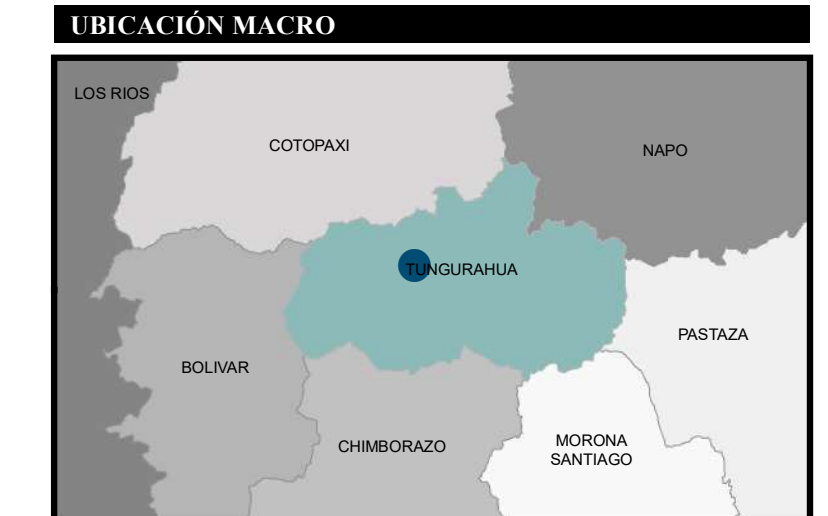 UBICACIÓN MACRO
LOS RIOS
COTOPAXI
NAPO
TUNGURAHUA
PASTAZA
BOLIVAR
CHIMBORAZO
MORONA
SANTIAGO